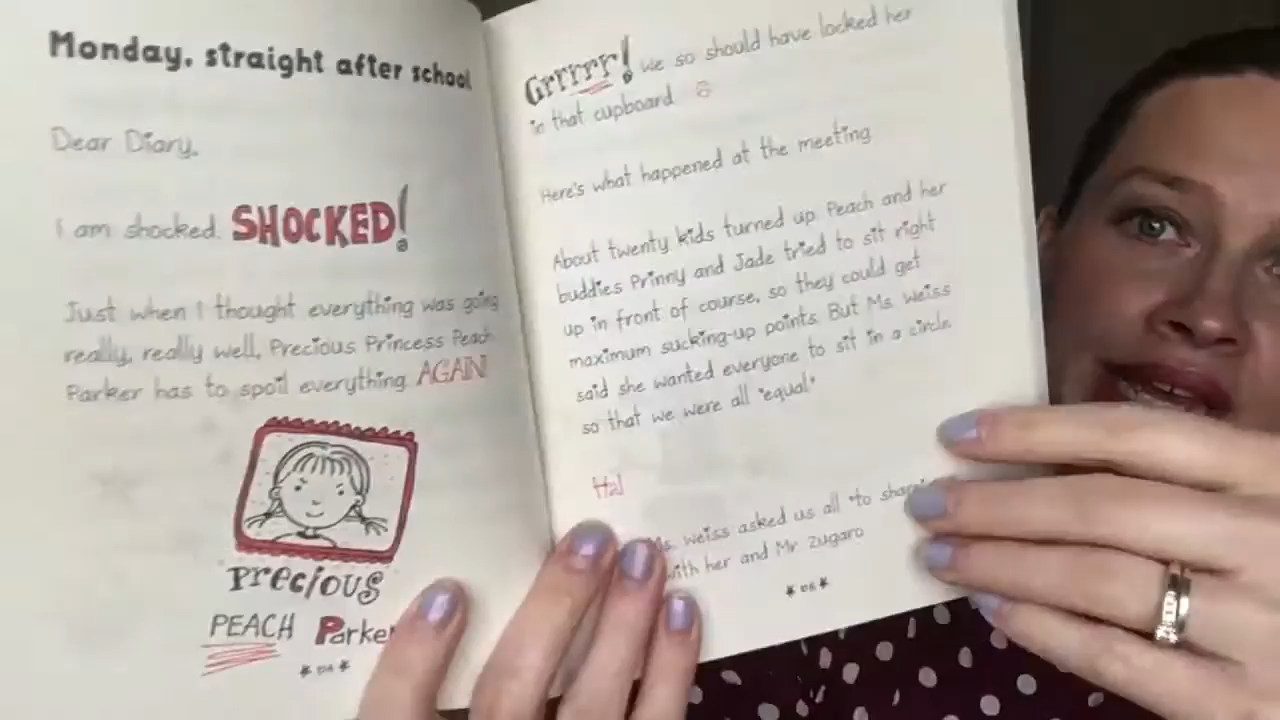 Monday, straight after school
Dear Diary,
I am shocked. SHOCKED!
Just when I thought everything was going
really, really well, Precious Princess Peach
Parker has to spoil everything. AGAIN!
Precious
PEACH Parker
Grrrrr! We so should have locked her
in that cupboard
Here's what happened at the meeting
About twenty kids turned up. Peach and her
buddies Prinny and Jade tried to sit right
up in front of course, so they could get
maximum sucking-up points. But Ms. Weiss
said she wanted everyone to sit in a circle
so that we were all "equal"
Ha!
Ms. Weiss asked us all "to share"
with her and Mr Zugaro